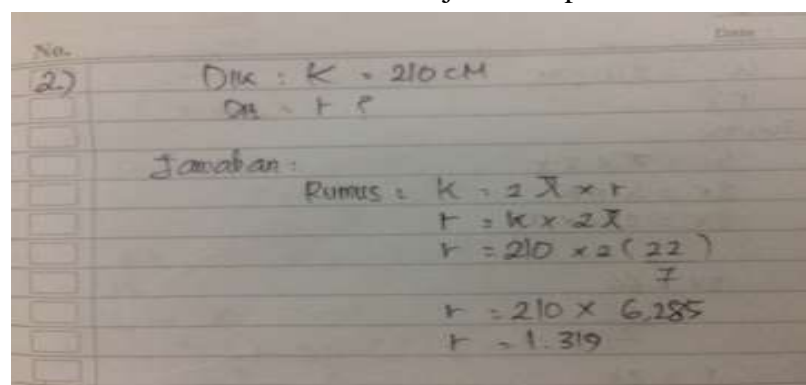 No.
2.) Dik : K = 210 cM
Dit = r ?
Jawaban :
Rumus : K = 2 π x r
r = K x 2 π
r = 210 x 2 ( 22 / 7 )
r = 210 x 6,285
r = 1.319